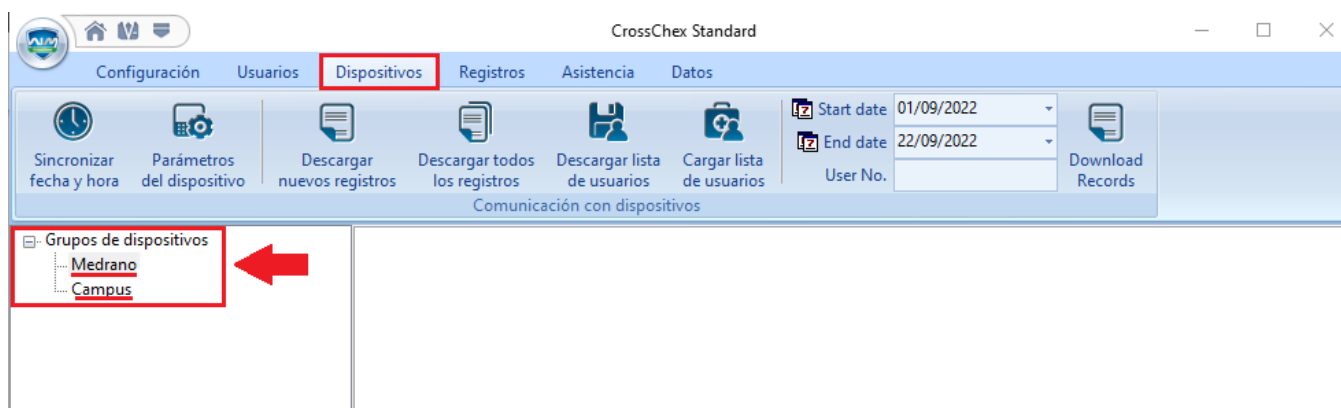 CrossChex Standard
Configuración Usuarios Dispositivos Registros Asistencia Datos
Sincronizar
fecha y hora
Parámetros
del dispositivo
Descargar
nuevos registros
Descargar todos
los registros
Descargar lista
de usuarios
Cargar lista
de usuarios
Start date 01/09/2022
End date 22/09/2022
User No.
Download
Records
Comunicación con dispositivos
Grupos de dispositivos
Medrano
Campus